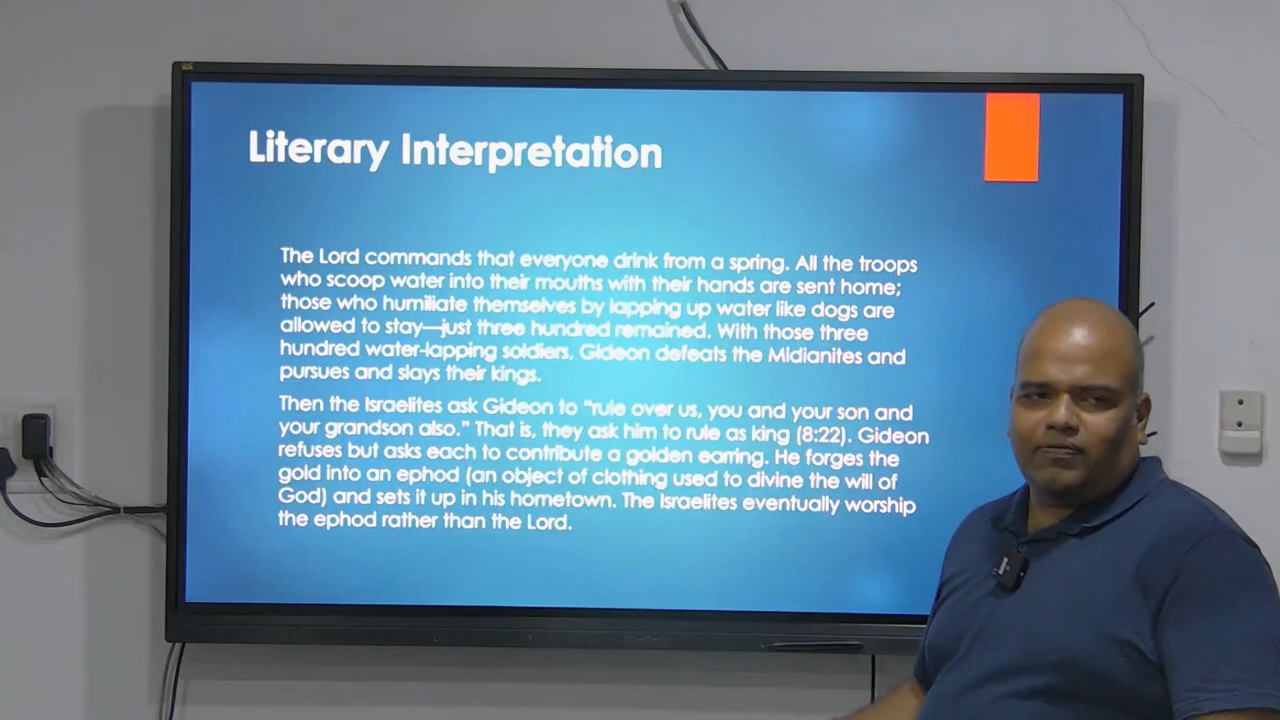 Literary Interpretation
The Lord commands that everyone drink from a spring. All the troops
who scoop water into their mouths with their hands are sent home;
those who humiliate themselves by lapping up water like dogs are
allowed to stay—just three hundred remained. With those three
hundred water-lapping soldiers, Gideon defeats the Midianites and
pursues and slays their kings.
Then the Israelites ask Gideon to “rule over us, you and your son and
your grandson also.” That is, they ask him to rule as king (8:22). Gideon
refuses but asks each to contribute a golden earring. He forges the
gold into an ephod (an object of clothing used to divine the will of
God) and sets it up in his hometown. The Israelites eventually worship
the ephod rather than the Lord.